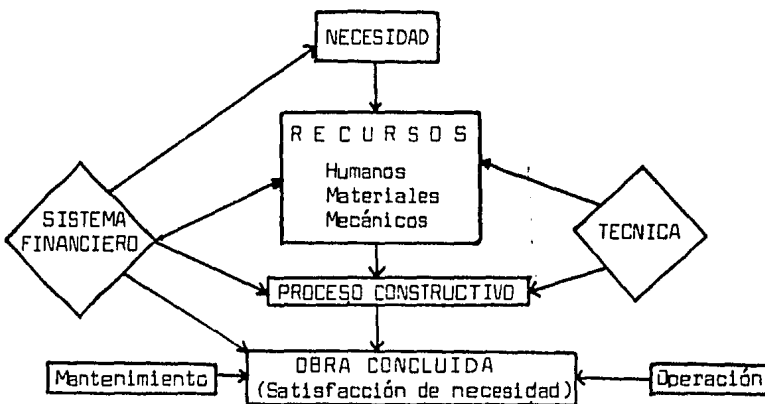 NECESIDAD
R E C U R S O S
Humanos
Materiales
Mecánicos
SISTEMA
FINANCIERO
TECNICA
PROCESO CONSTRUCTIVO
OBRA CONCLUIDA
(Satisfacción de necesidad)
Mantenimiento
Operación